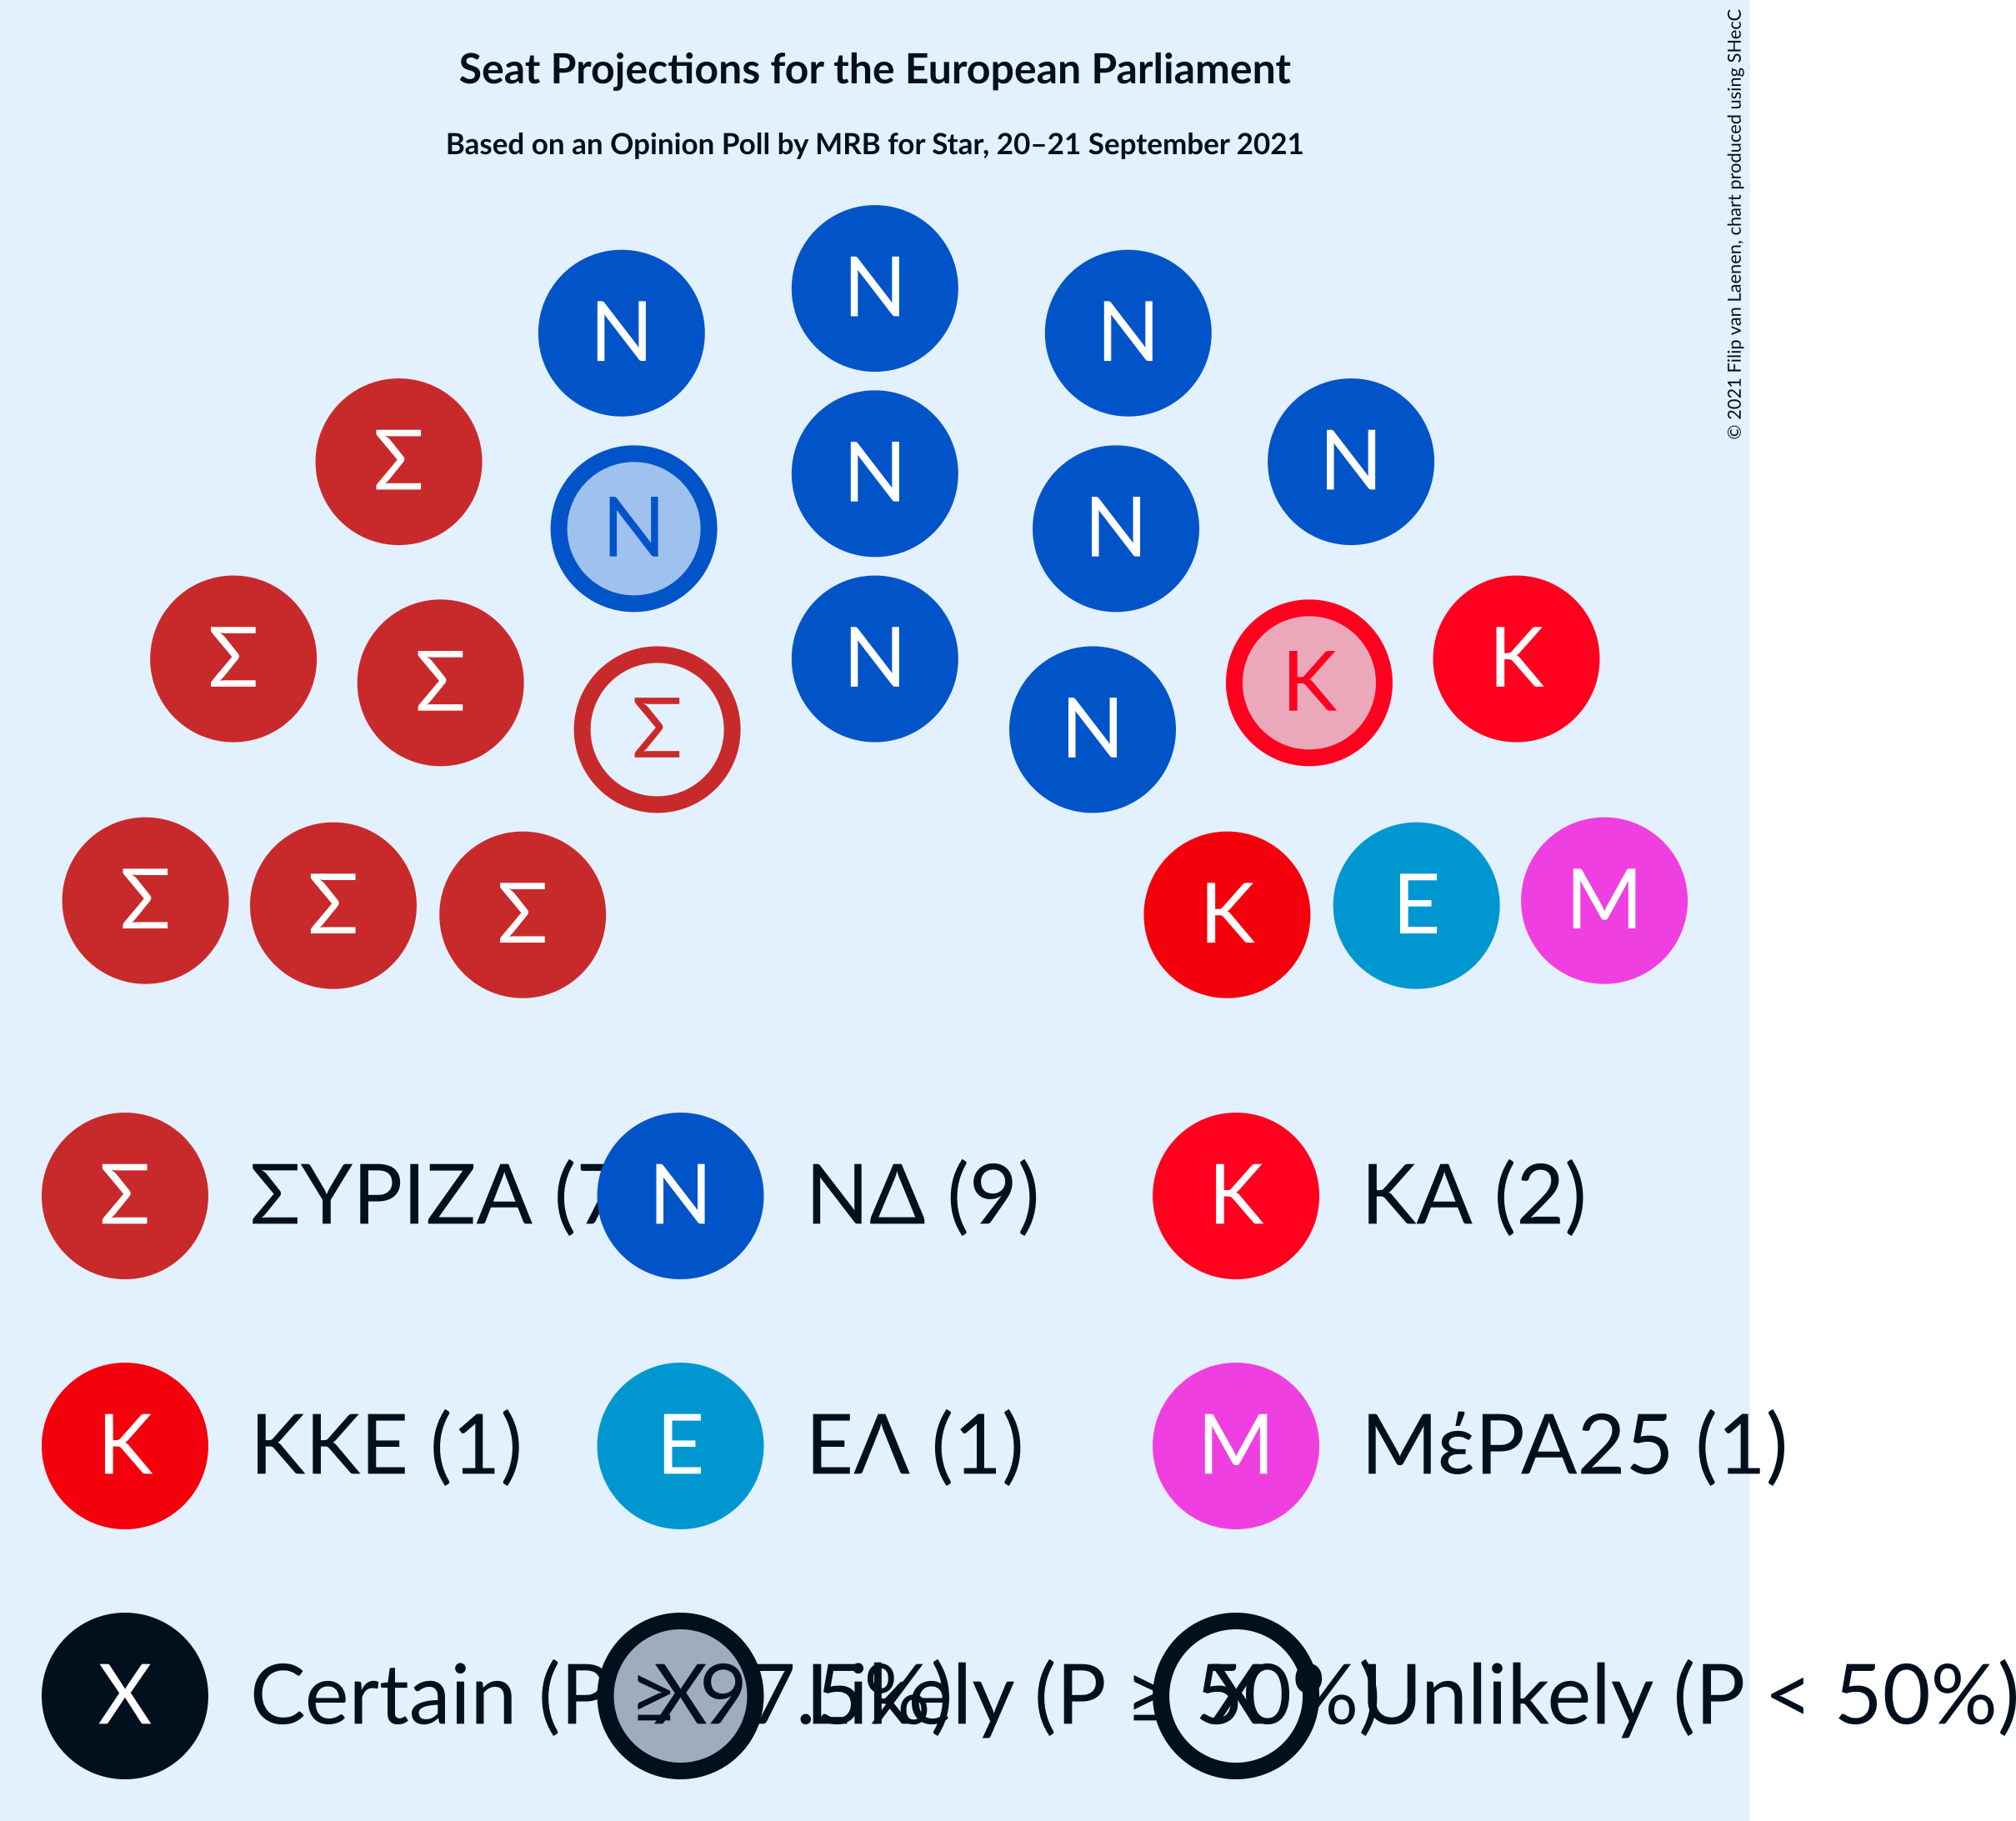 Seat Projections for the European Parliament
Based on an Opinion Poll by MRB for Star, 20–21 September 2021
© 2021 Filip van Laenen, chart produced using SHecC
N
N N
Σ N
N
N N
Σ K
Σ K
N
Σ N
Σ M
Σ E
Σ K
Σ ΣΥΡΙΖΑ (7 N ΝΔ (9) K ΚΑ (2)
K ΚΚΕ (1) E ΕΛ (1) M ΜέΡΑ25 (1)
X Certain (P ≥ 97.5%) X Likely (P ≥ 50%) X Unlikely (P < 50%)